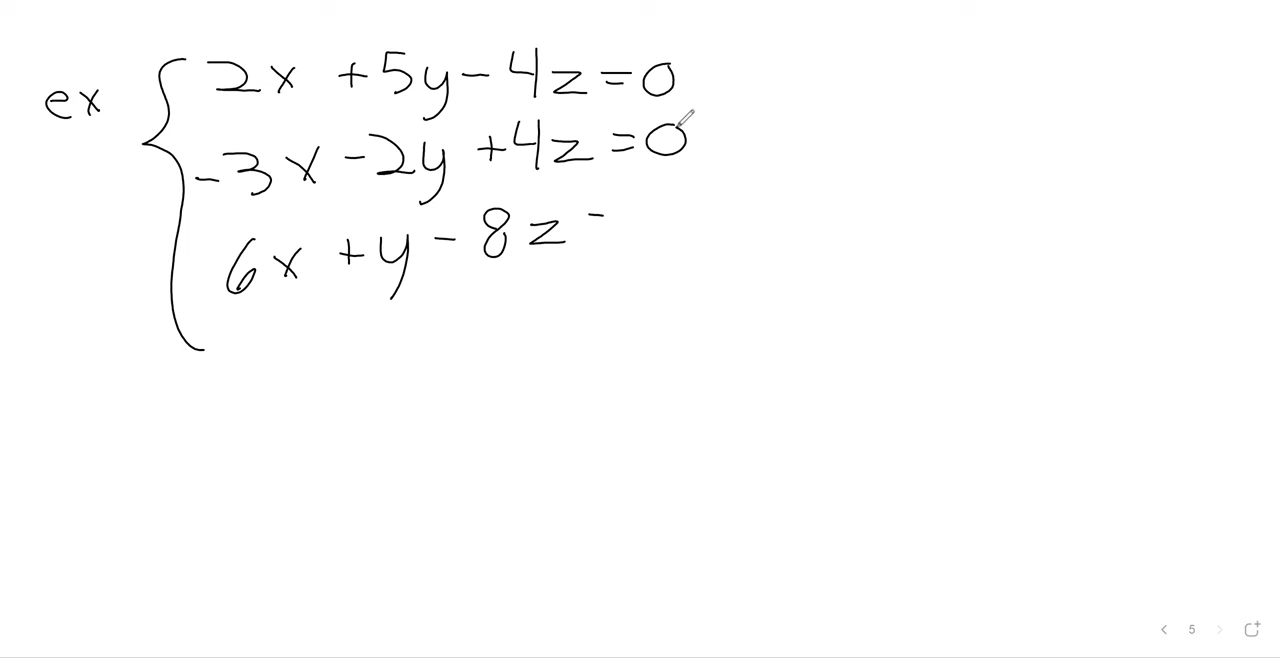 ex 2x + 5y - 4z = 0
-3x - 2y + 4z = 0
6x + y - 8z -
< 5 >